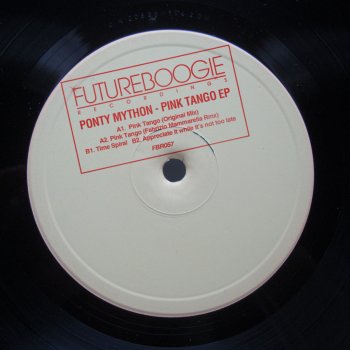 FUTUREBOOGIE
RECORDINGS
PONTY MYTHON - PINK TANGO EP
A1. Pink Tango (Original Mix)
A2. Pink Tango (Fabrizio Mammarella Rmx)
B1. Time Spiral B2. Appreciate It while it's not too late
FBR057